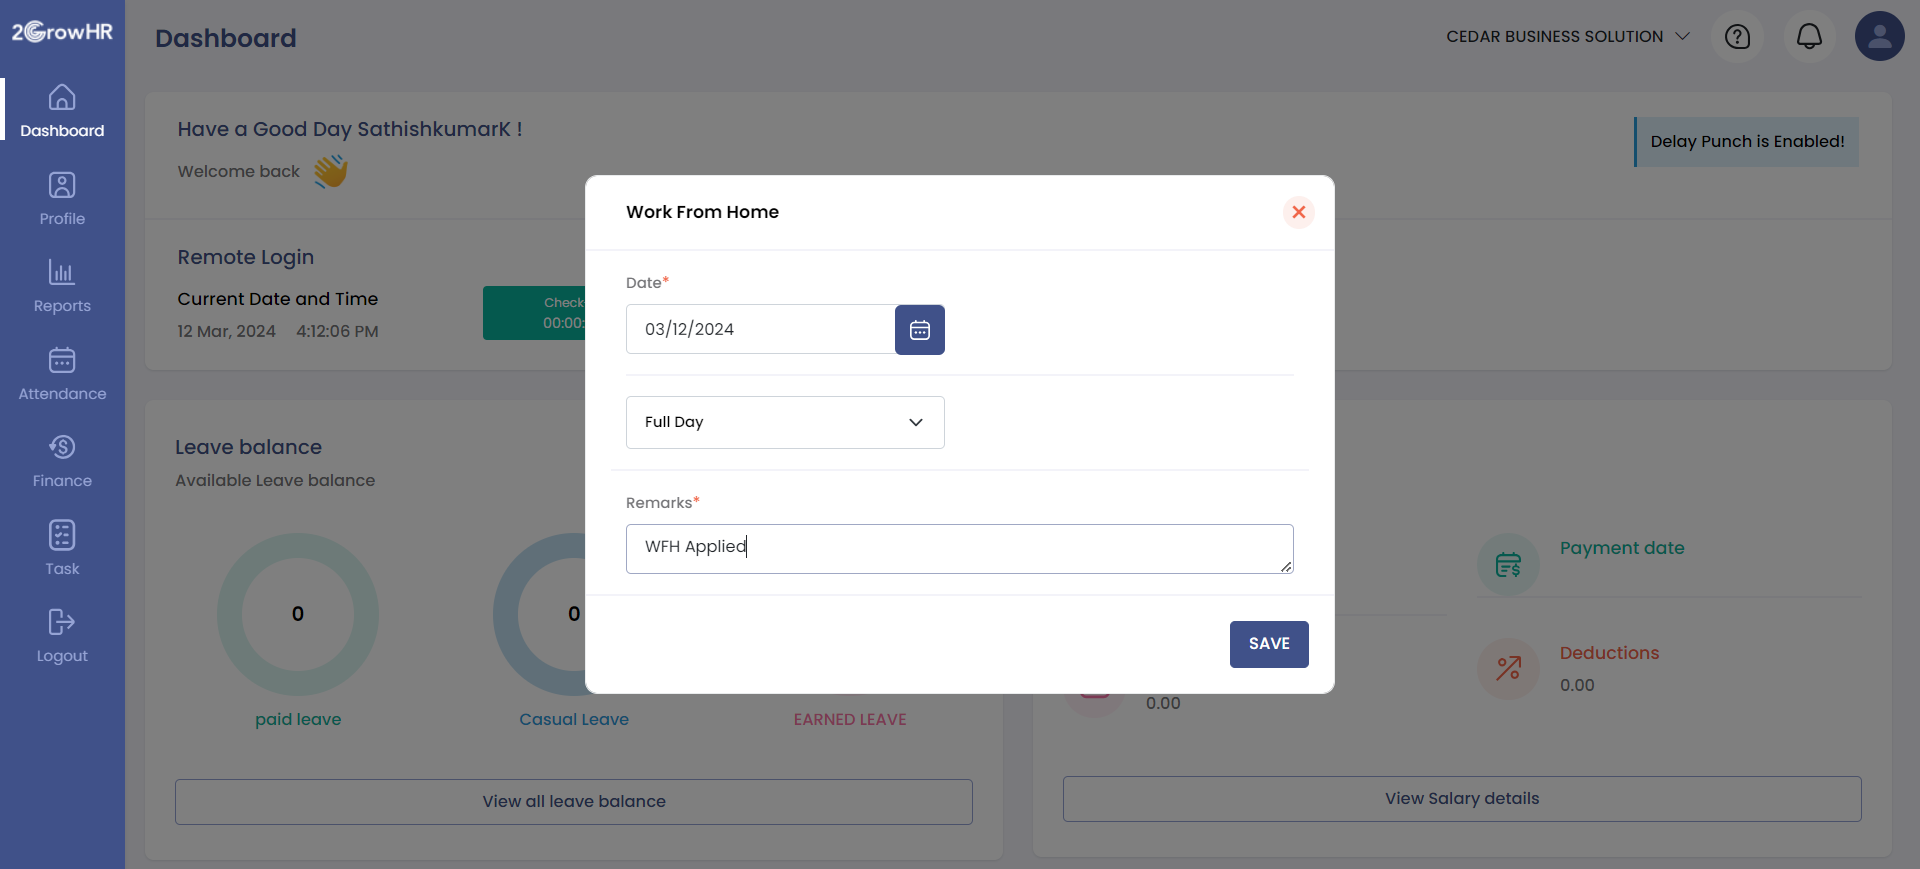 2GrowHR
Dashboard
Profile
Reports
Attendance
Finance
Task
Logout
Dashboard
CEDAR BUSINESS SOLUTION
Have a Good Day SathishkumarK !
Welcome back
Delay Punch is Enabled!
Remote Login
Current Date and Time
12 Mar, 2024 4:12:06 PM
Check
00:00:
Work From Home
Date*
03/12/2024
Full Day
Remarks*
WFH Applied
SAVE
Leave balance
Available Leave balance
0
paid leave
0
Casual Leave
EARNED LEAVE
View all leave balance
Payment date
0.00
Deductions
0.00
View Salary details